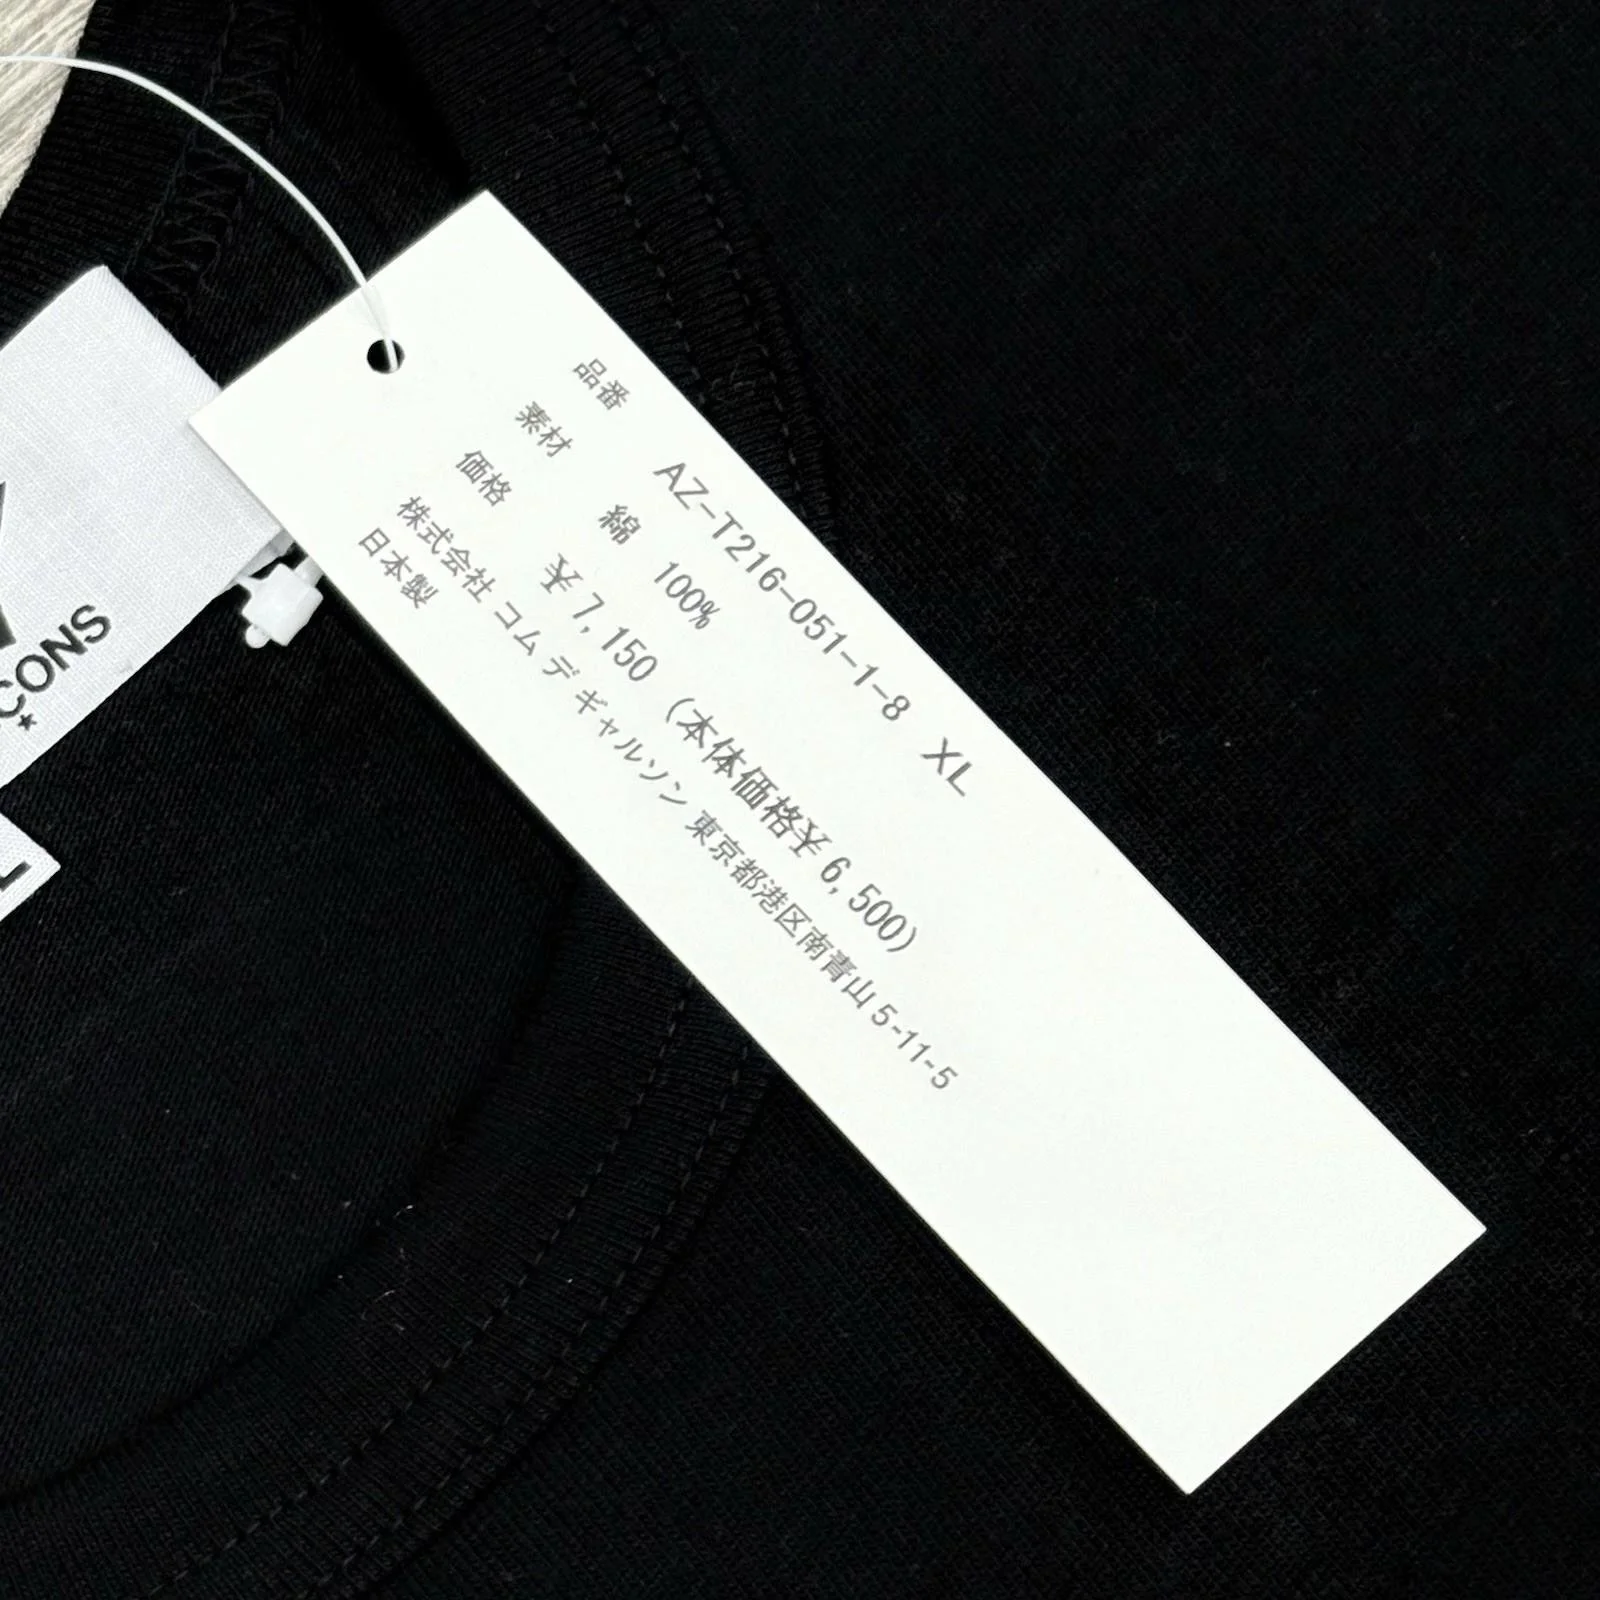 品番 AZ-T216-051-1-8 XL
素材 綿 100%
価格 ¥ 7,150 (本体価格¥ 6,500)
株式会社 コム デ ギャルソン 東京都港区南青山 5-11-5
日本製
CONS
L